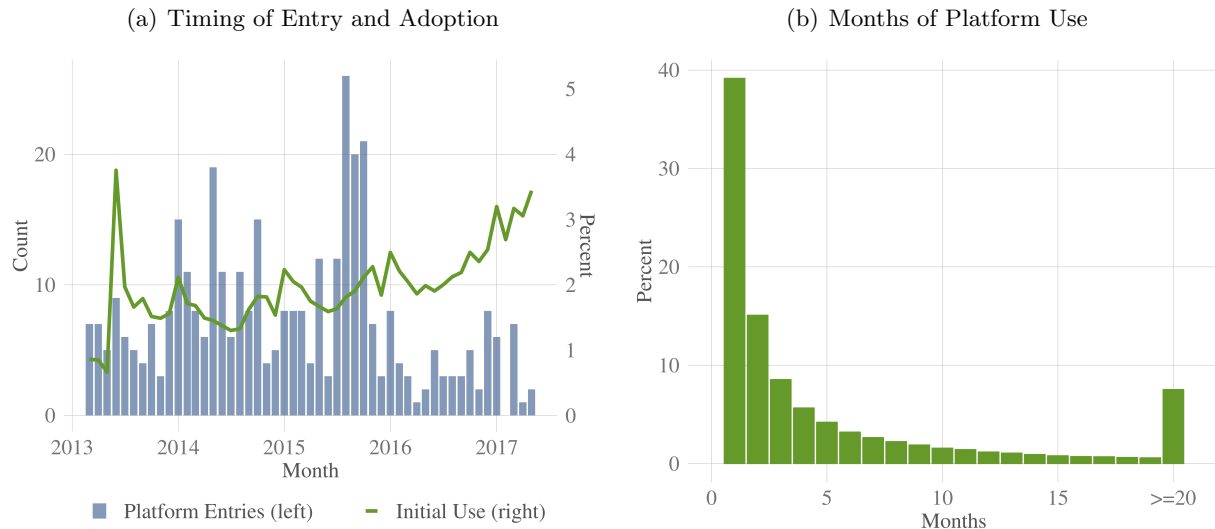 (a) Timing of Entry and Adoption
5
4
3
2
1
0
Percent
20
10
0
Count
2013 2014 2015 2016 2017
Month
Platform Entries (left) Initial Use (right)
(b) Months of Platform Use
40
30
20
10
0
Percent
0 5 10 15 >=20
Months